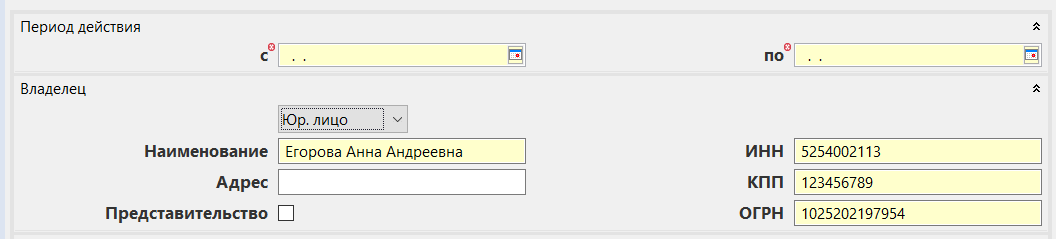 Период действия
с . . по . .
Владелец
Юр. лицо
Наименование Егорова Анна Андреевна ИНН 5254002113
Адрес КПП 123456789
Представительство ОГРН 1025202197954